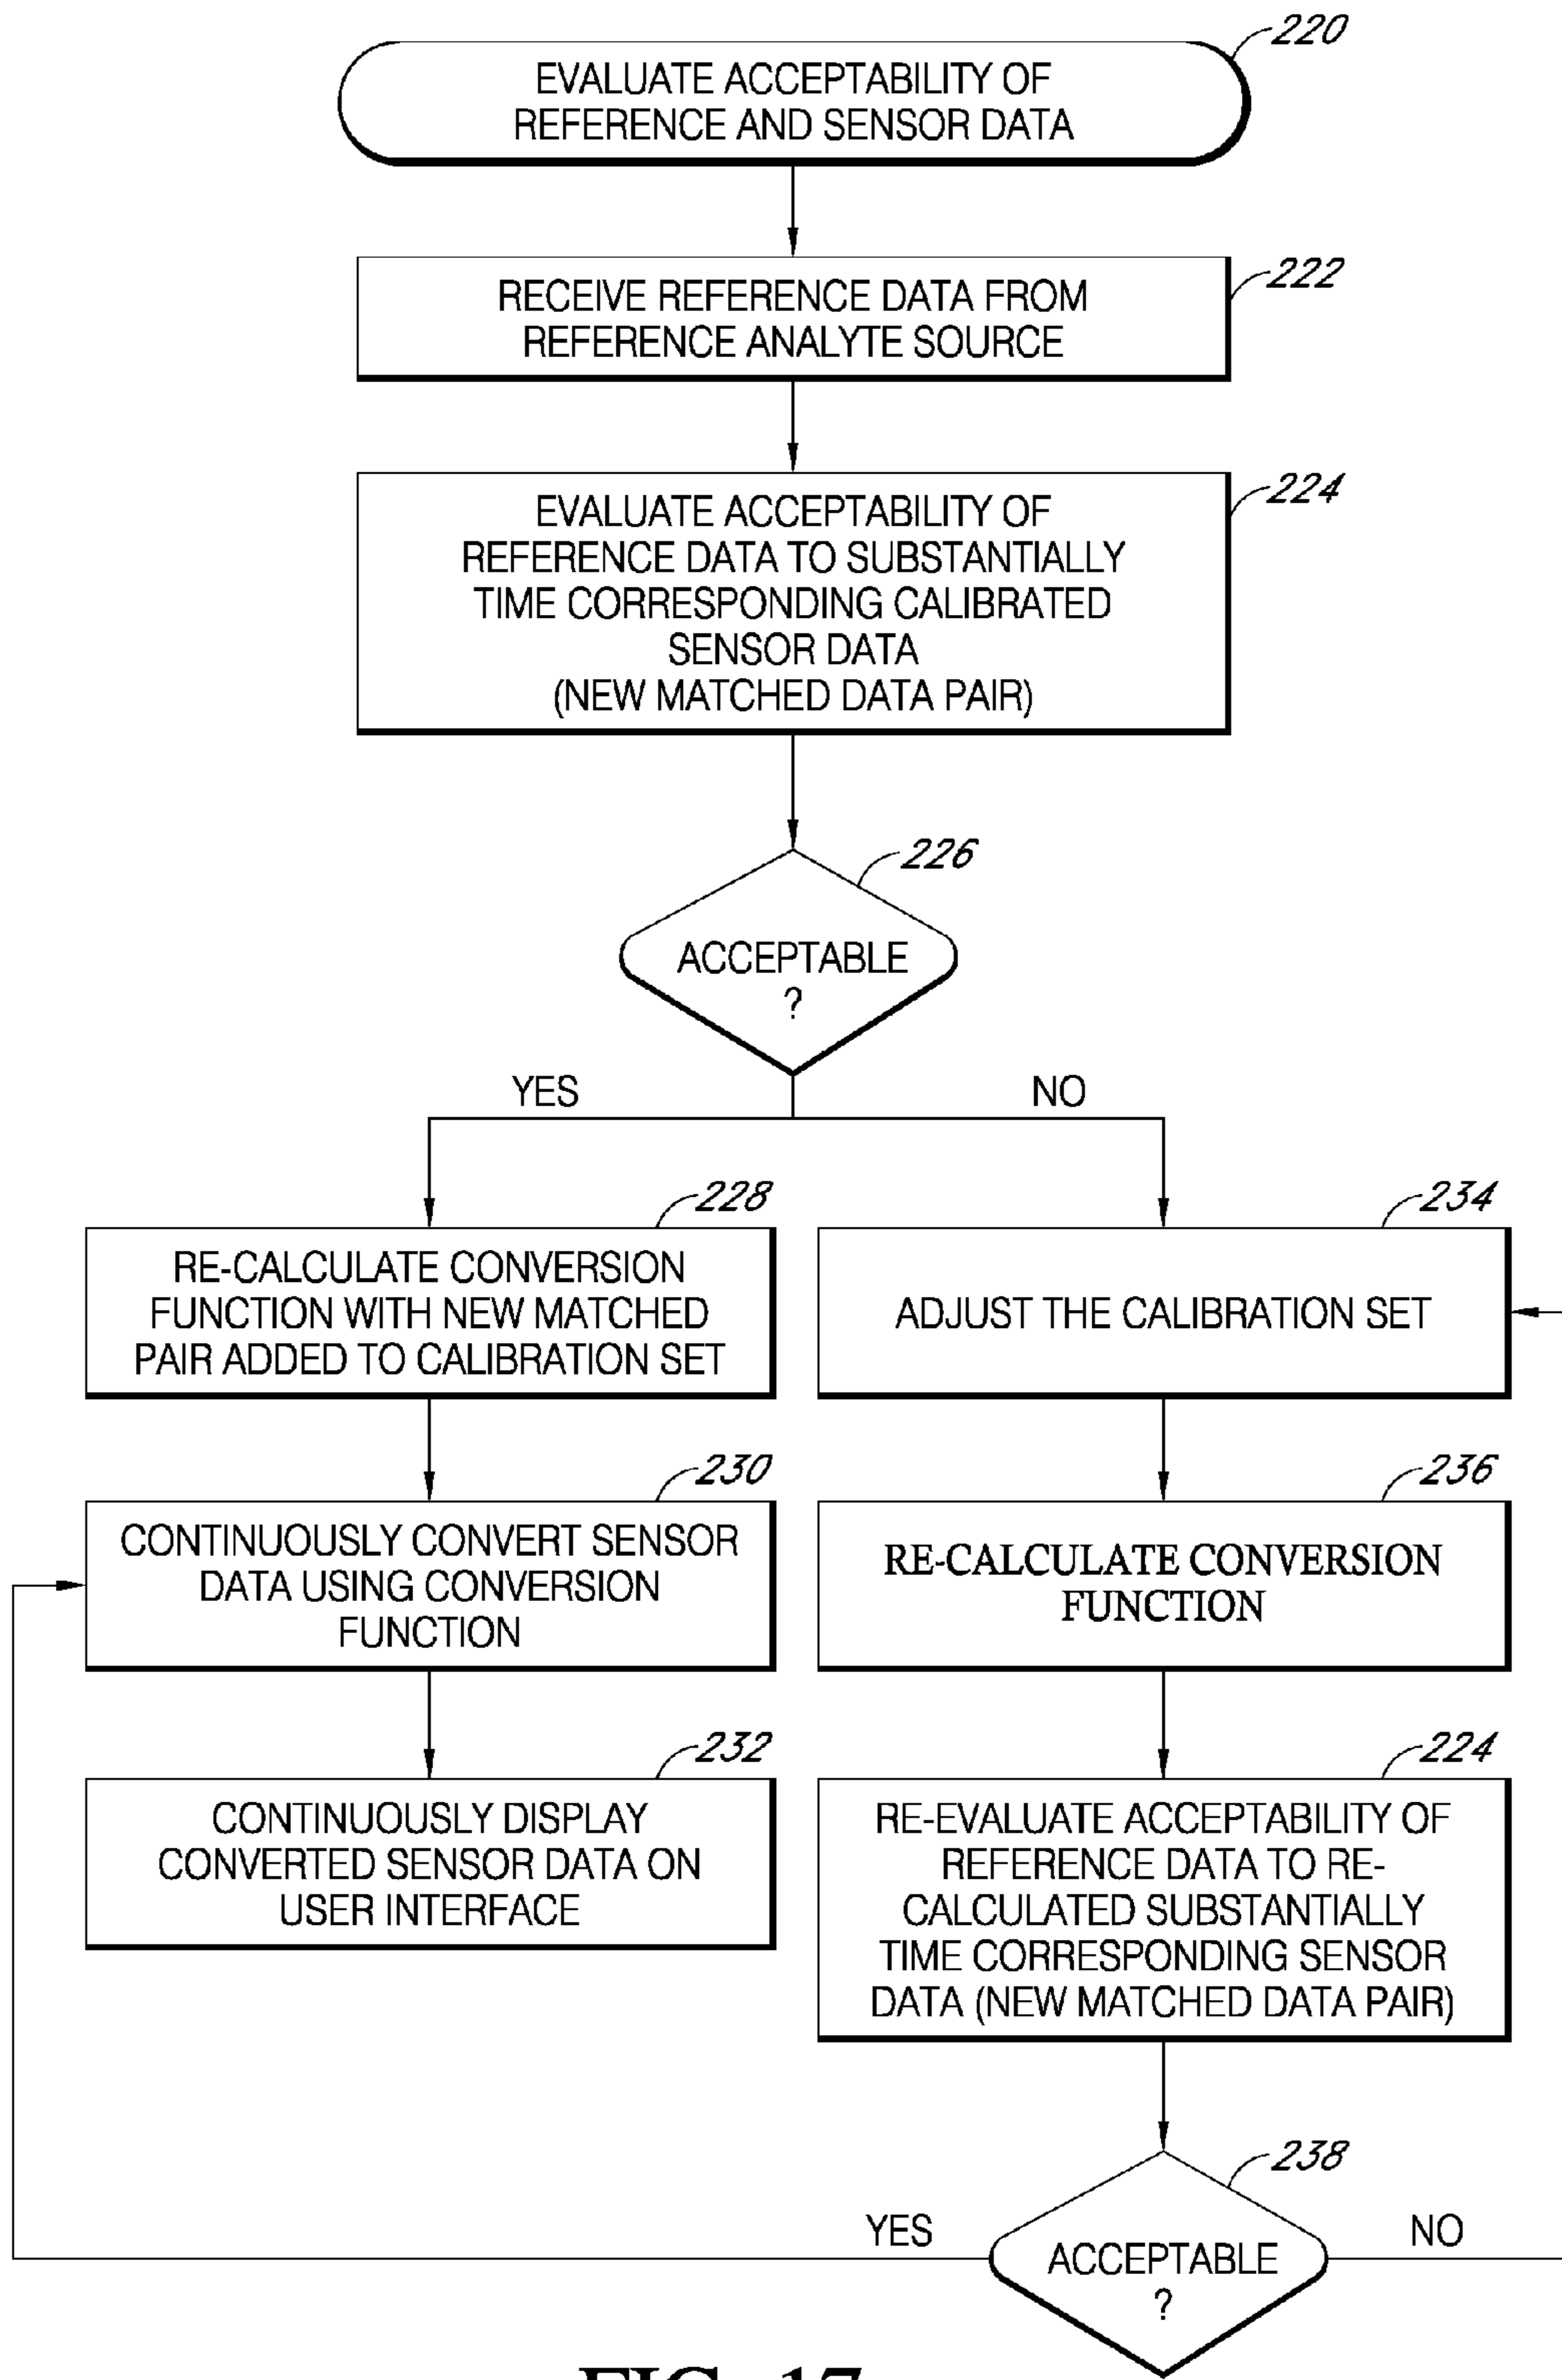 220
EVALUATE ACCEPTABILITY OF
REFERENCE AND SENSOR DATA
222
RECEIVE REFERENCE DATA FROM
REFERENCE ANALYTE SOURCE
224
EVALUATE ACCEPTABILITY OF
REFERENCE DATA TO SUBSTANTIALLY
TIME CORRESPONDING CALIBRATED
SENSOR DATA
(NEW MATCHED DATA PAIR)
226
ACCEPTABLE
?
YES
NO
228
RE-CALCULATE CONVERSION
FUNCTION WITH NEW MATCHED
PAIR ADDED TO CALIBRATION SET
234
ADJUST THE CALIBRATION SET
230
CONTINUOUSLY CONVERT SENSOR
DATA USING CONVERSION
FUNCTION
236
RE-CALCULATE CONVERSION
FUNCTION
232
CONTINUOUSLY DISPLAY
CONVERTED SENSOR DATA ON
USER INTERFACE
224
RE-EVALUATE ACCEPTABILITY OF
REFERENCE DATA TO RE-
CALCULATED SUBSTANTIALLY
TIME CORRESPONDING SENSOR
DATA (NEW MATCHED DATA PAIR)
238
YES
ACCEPTABLE
?
NO
FIG. 17